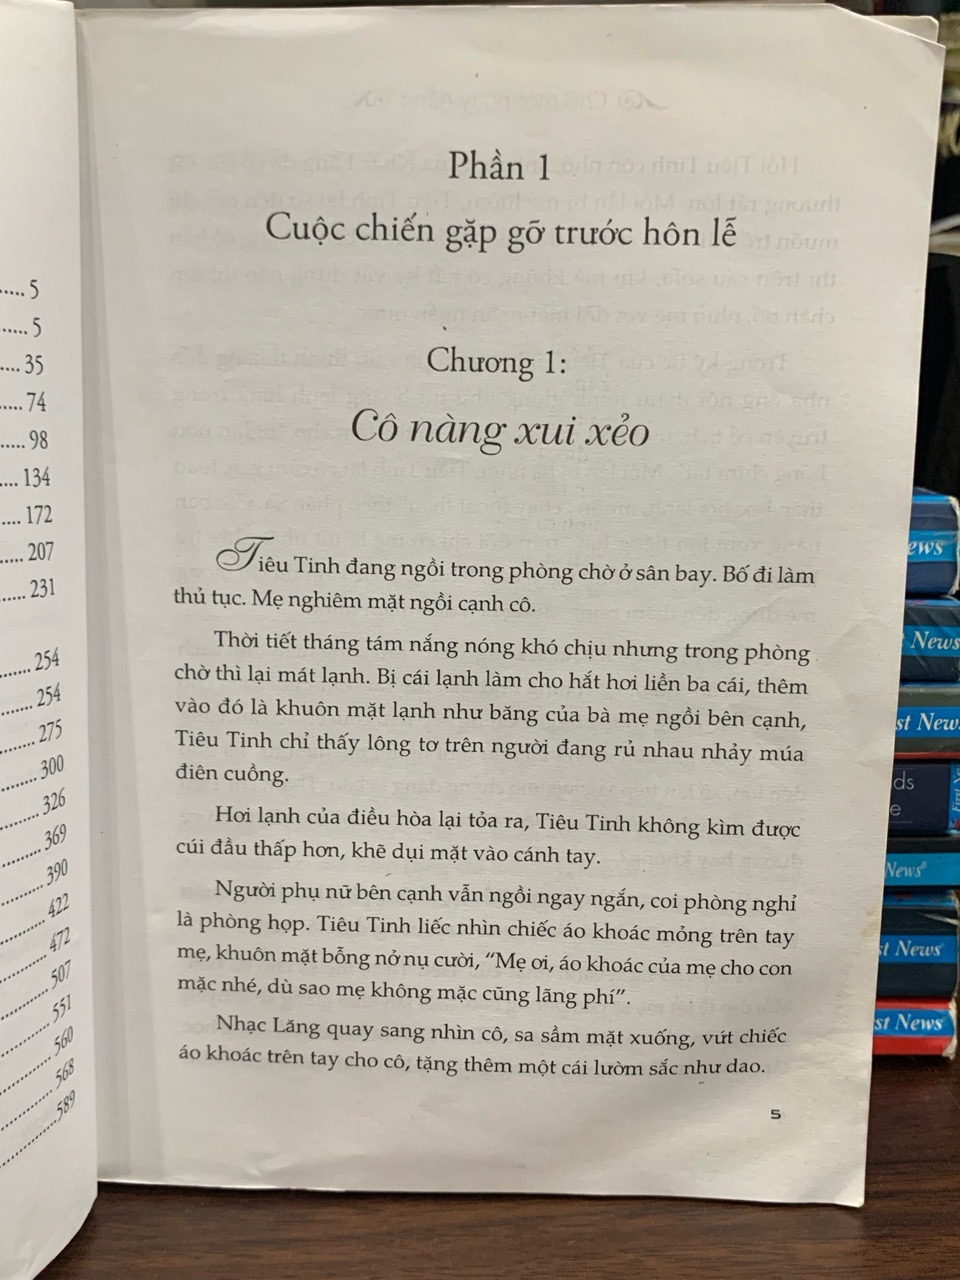 ..... 5
..... 5
.... 35
..... 74
..... 98
.... 134
.... 172
..... 207
...... 231
....... 254
....... 254
........ 275
........ 300
........ 326
......... 369
......... 390
.......... 422
.......... 472
.......... 507
........... 551
........... 560
............ 568
............ 589
Phần 1
Cuộc chiến gặp gỡ trước hôn lễ
Chương 1:
Cô nàng xui xẻo
Tiêu Tinh đang ngồi trong phòng chờ ở sân bay. Bố đi làm
thủ tục. Mẹ nghiêm mặt ngồi cạnh cô.
Thời tiết tháng tám nắng nóng khó chịu nhưng trong phòng
chờ thì lại mát lạnh. Bị cái lạnh làm cho hắt hơi liền ba cái, thêm
vào đó là khuôn mặt lạnh như băng của bà mẹ ngồi bên cạnh,
Tiêu Tinh chỉ thấy lông tơ trên người đang rủ nhau nhảy múa
điên cuồng.
Hơi lạnh của điều hòa lại tỏa ra, Tiêu Tinh không kìm được
cúi đầu thấp hơn, khẽ dụi mặt vào cánh tay.
Người phụ nữ bên cạnh vẫn ngồi ngay ngắn, coi phòng nghỉ
là phòng họp. Tiêu Tinh liếc nhìn chiếc áo khoác mỏng trên tay
mẹ, khuôn mặt bỗng nở nụ cười, “Mẹ ơi, áo khoác của mẹ cho con
mặc nhé, dù sao mẹ không mặc cũng lãng phí”.
Nhạc Lăng quay sang nhìn cô, sa sầm mặt xuống, vứt chiếc
áo khoác trên tay cho cô, tặng thêm một cái lườm sắc như dao.
5
ews
News
st New
ds
e
News
st News
st News